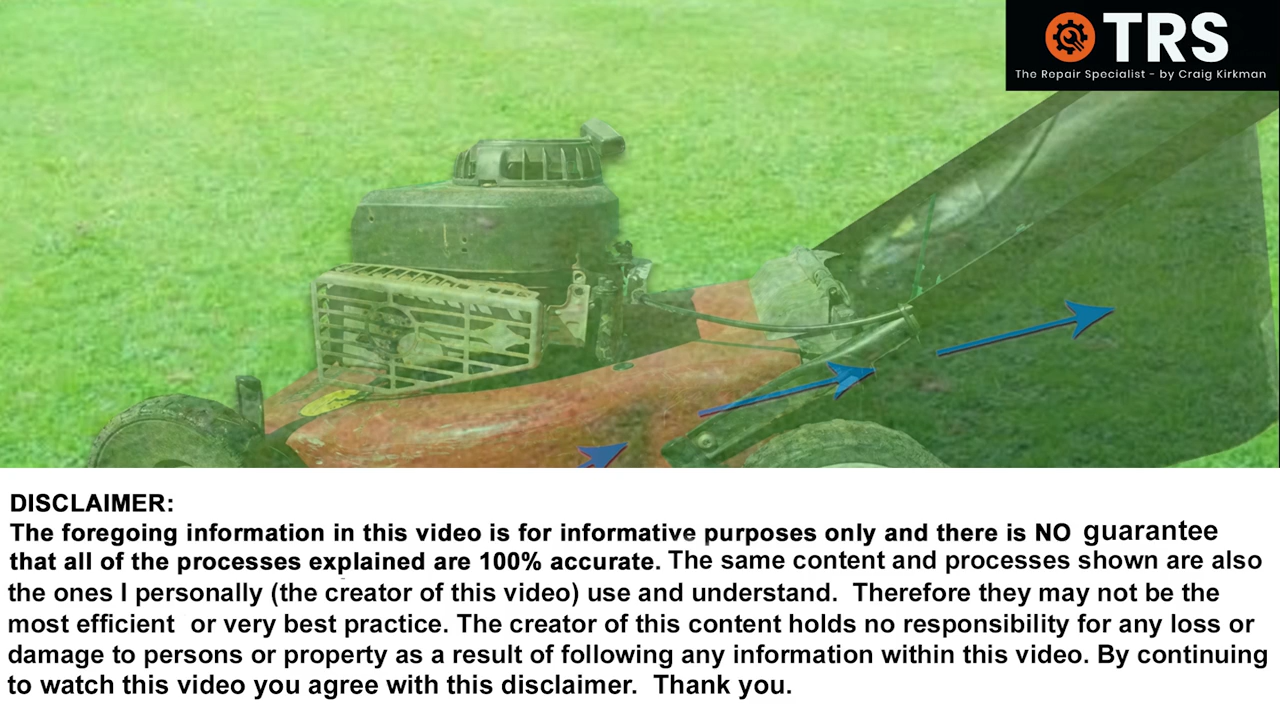 TRS
The Repair Specialist - by Craig Kirkman
DISCLAIMER:
The foregoing information in this video is for informative purposes only and there is NO guarantee
that all of the processes explained are 100% accurate. The same content and processes shown are also
the ones I personally (the creator of this video) use and understand.  Therefore they may not be the
most efficient  or very best practice. The creator of this content holds no responsibility for any loss or
damage to persons or property as a result of following any information within this video. By continuing
to watch this video you agree with this disclaimer.  Thank you.